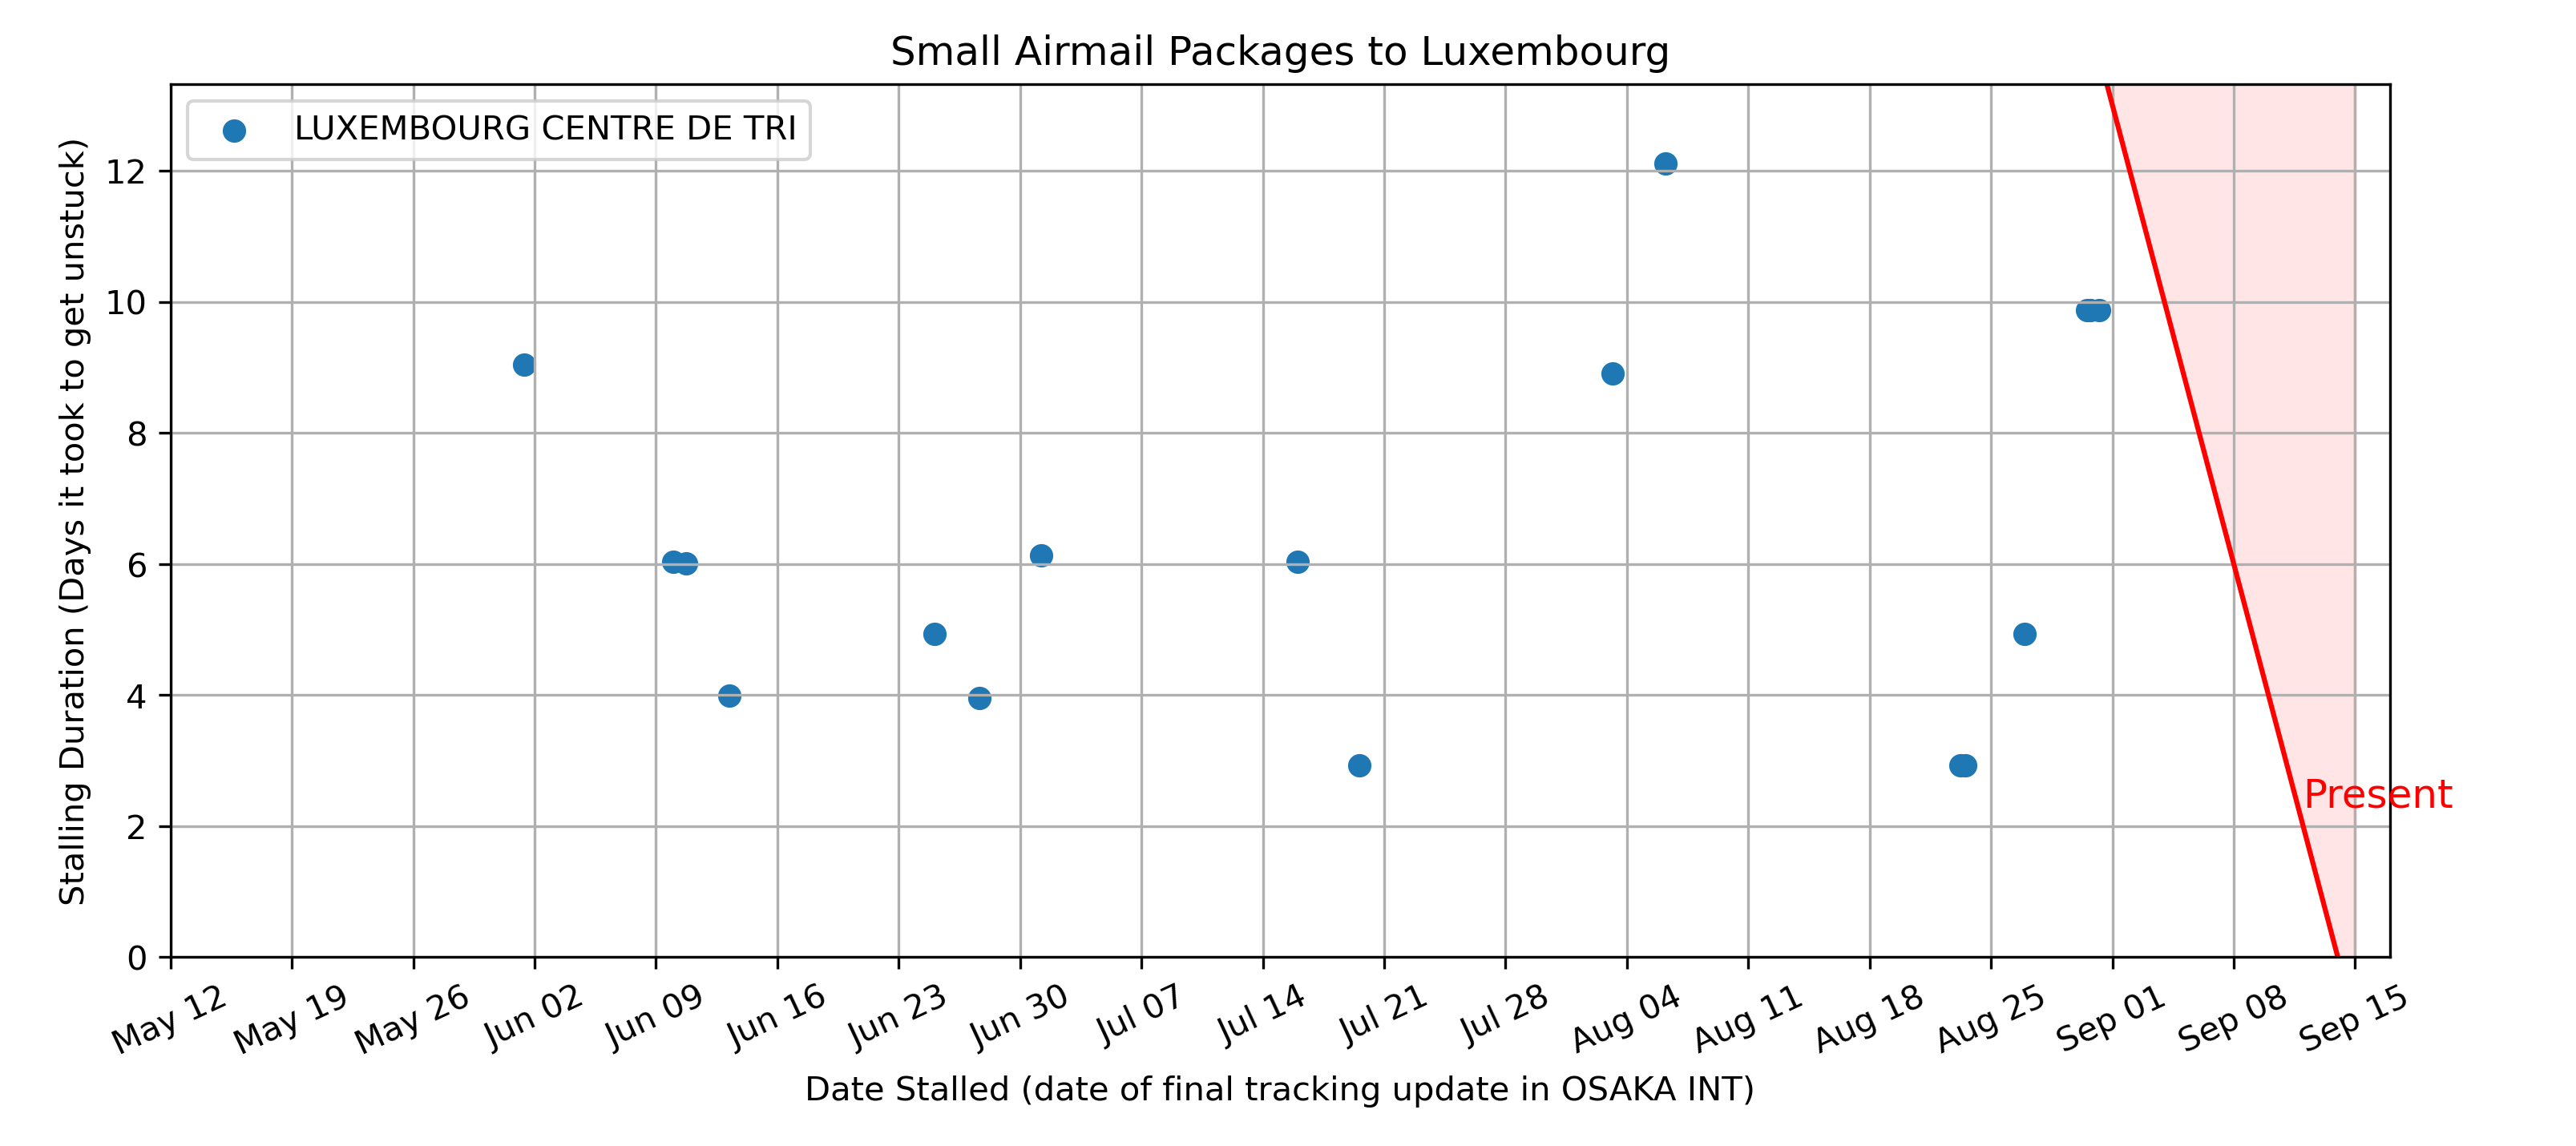 Small Airmail Packages to Luxembourg
LUXEMBOURG CENTRE DE TRI
Stalling Duration (Days it took to get unstuck)
12
10
8
6
4
2
0
Present
May 12
May 19
May 26
Jun 02
Jun 09
Jun 16
Jun 23
Jun 30
Jul 07
Jul 14
Jul 21
Jul 28
Aug 04
Aug 11
Aug 18
Aug 25
Sep 01
Sep 08
Sep 15
Date Stalled (date of final tracking update in OSAKA INT)